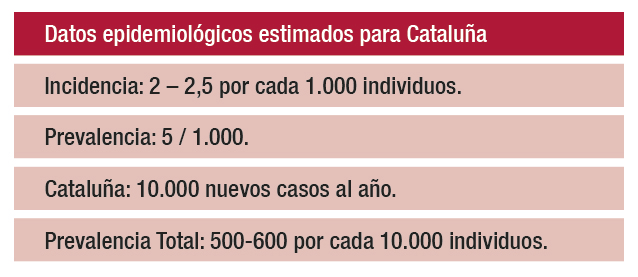 Datos epidemiológicos estimados para Cataluña
Incidencia: 2 – 2,5 por cada 1.000 individuos.
Prevalencia: 5 / 1.000.
Cataluña: 10.000 nuevos casos al año.
Prevalencia Total: 500-600 por cada 10.000 individuos.